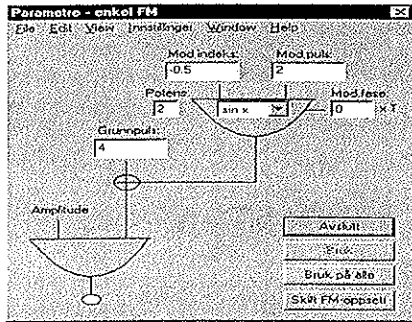 Parametre - enkel FM
File Edit View Innstillinger Window Help
Mod.indeks: Mod.puls:
-0.5 2
Potens: Mod.fase:
2 sin x 0 x T
Grunnpuls:
4
Amplitude
Avslutt
Bruk
Bruk på alle
Skift FM-oppsett